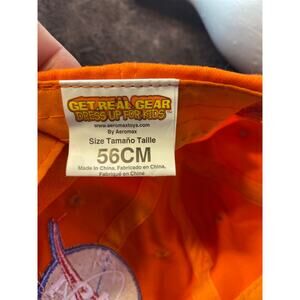 GET REAL GEAR
DRESS UP FOR KIDS™
www.aeromaxtoys.com
By Aeromax
Size Tamaño Taille
56CM
Made in China, Fabricado en China,
Fabriqué en Chine